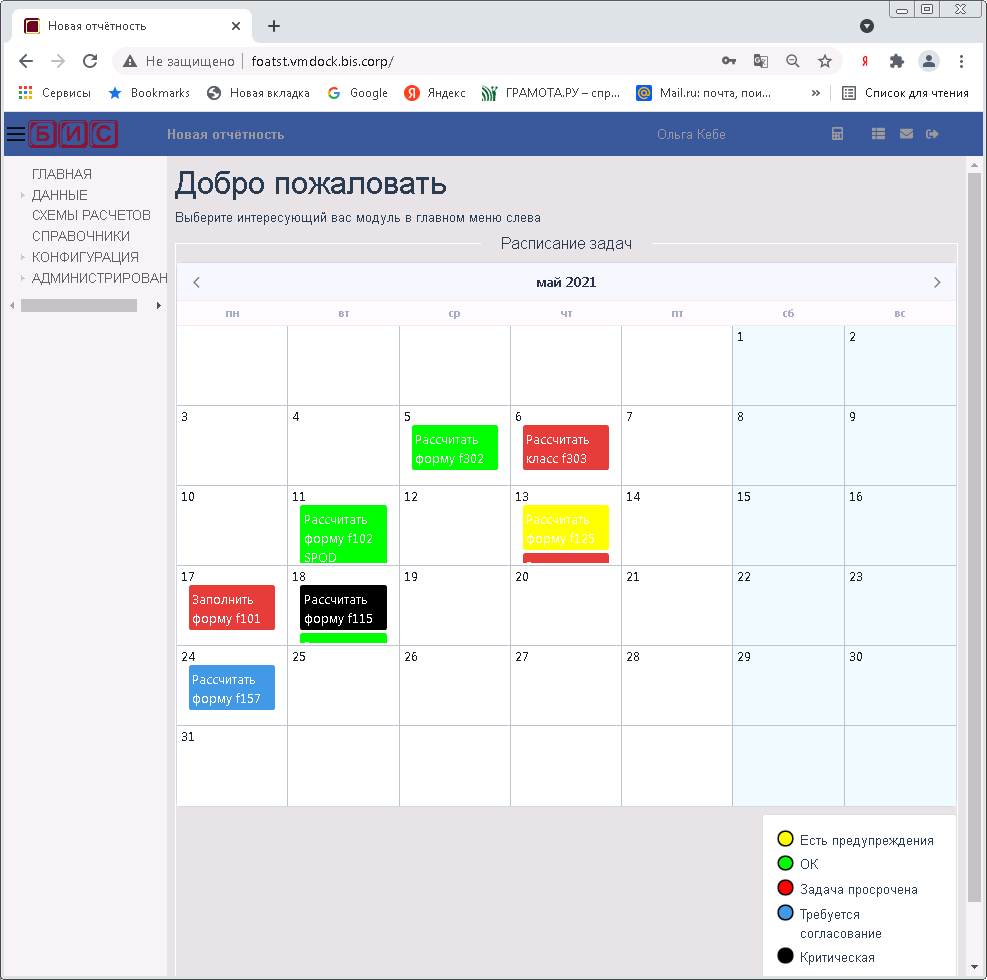 Новая отчётность
Не защищено
foatst.vmdock.bis.corp/
Сервисы
Bookmarks
Новая вкладка
Google
Яндекс
ГРАМОТА.РУ – спр...
Mail.ru: почта, пои...
»
Список для чтения
БИС
Новая отчётность
Ольга Кебе
ГЛАВНАЯ
ДАННЫЕ
СХЕМЫ РАСЧЕТОВ
СПРАВОЧНИКИ
КОНФИГУРАЦИЯ
АДМИНИСТРИРОВАН
Добро пожаловать
Выберите интересующий вас модуль в главном меню слева
Расписание задач
май 2021
пн вт ср чт пт сб вс
1 2
3 4 5 6 7 8 9
Рассчитать
форму f302
Рассчитать
класс f303
10 11 12 13 14 15 16
Рассчитать
форму f102
SPOD
Рассчитать
форму f125
17 18 19 20 21 22 23
Заполнить
форму f101
Рассчитать
форму f115
24 25 26 27 28 29 30
Рассчитать
форму f157
31
Есть предупреждения
ОК
Задача просрочена
Требуется
согласование
Критическая